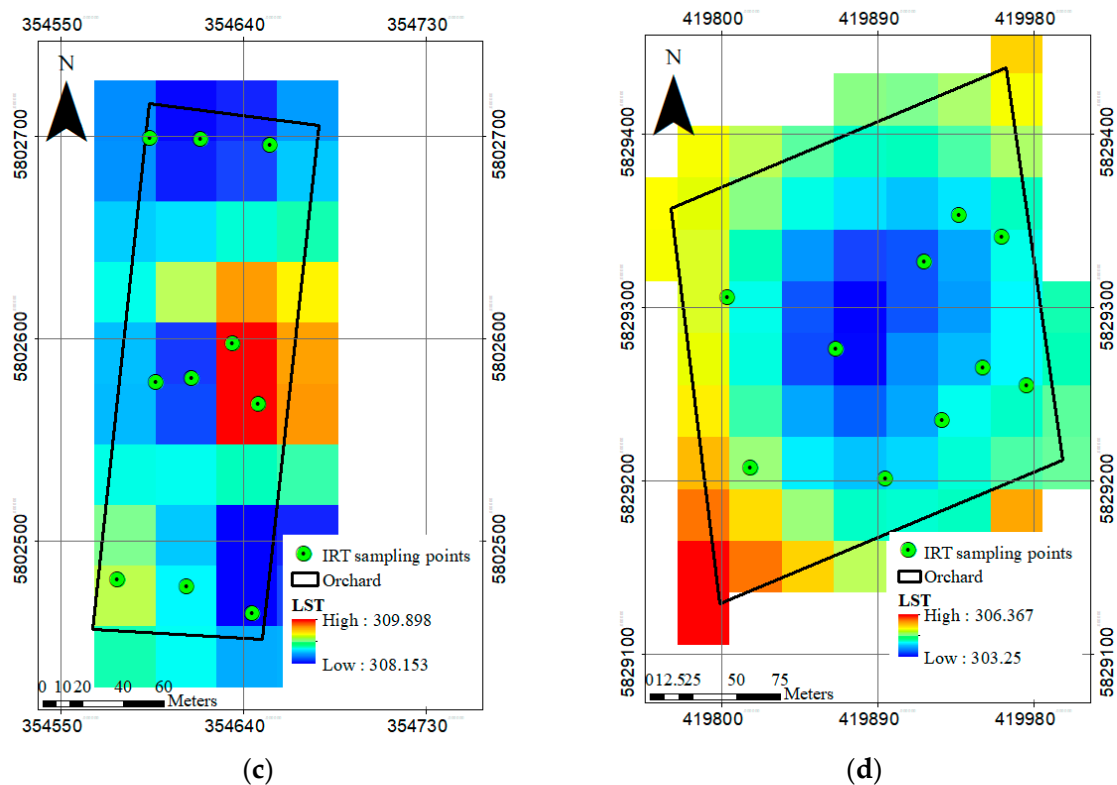 354550 354640 354730
N
5802700 5802700
5802600 5802600
5802500 5802500
IRT sampling points
Orchard
LST
High : 309.898
Low : 308.153
0 10 20 40 60
Meters
354550 354640 354730
(c)
419800 419890 419980
N
5829400 5829400
5829300 5829300
5829200 5829200
5829100 5829100
IRT sampling points
Orchard
LST
High : 306.367
Low : 303.25
0 12.5 25 50 75
Meters
419800 419890 419980
(d)